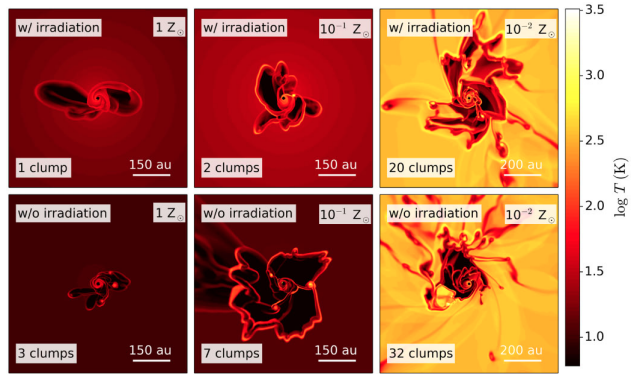 w/ irradiation 1 Z☉
1 clump 150 au
w/ irradiation 10⁻¹ Z☉
2 clumps 150 au
w/ irradiation 10⁻² Z☉
20 clumps 200 au
w/o irradiation 1 Z☉
3 clumps 150 au
w/o irradiation 10⁻¹ Z☉
7 clumps 150 au
w/o irradiation 10⁻² Z☉
32 clumps 200 au
3.5
3.0
2.5
2.0
1.5
1.0
log T (K)